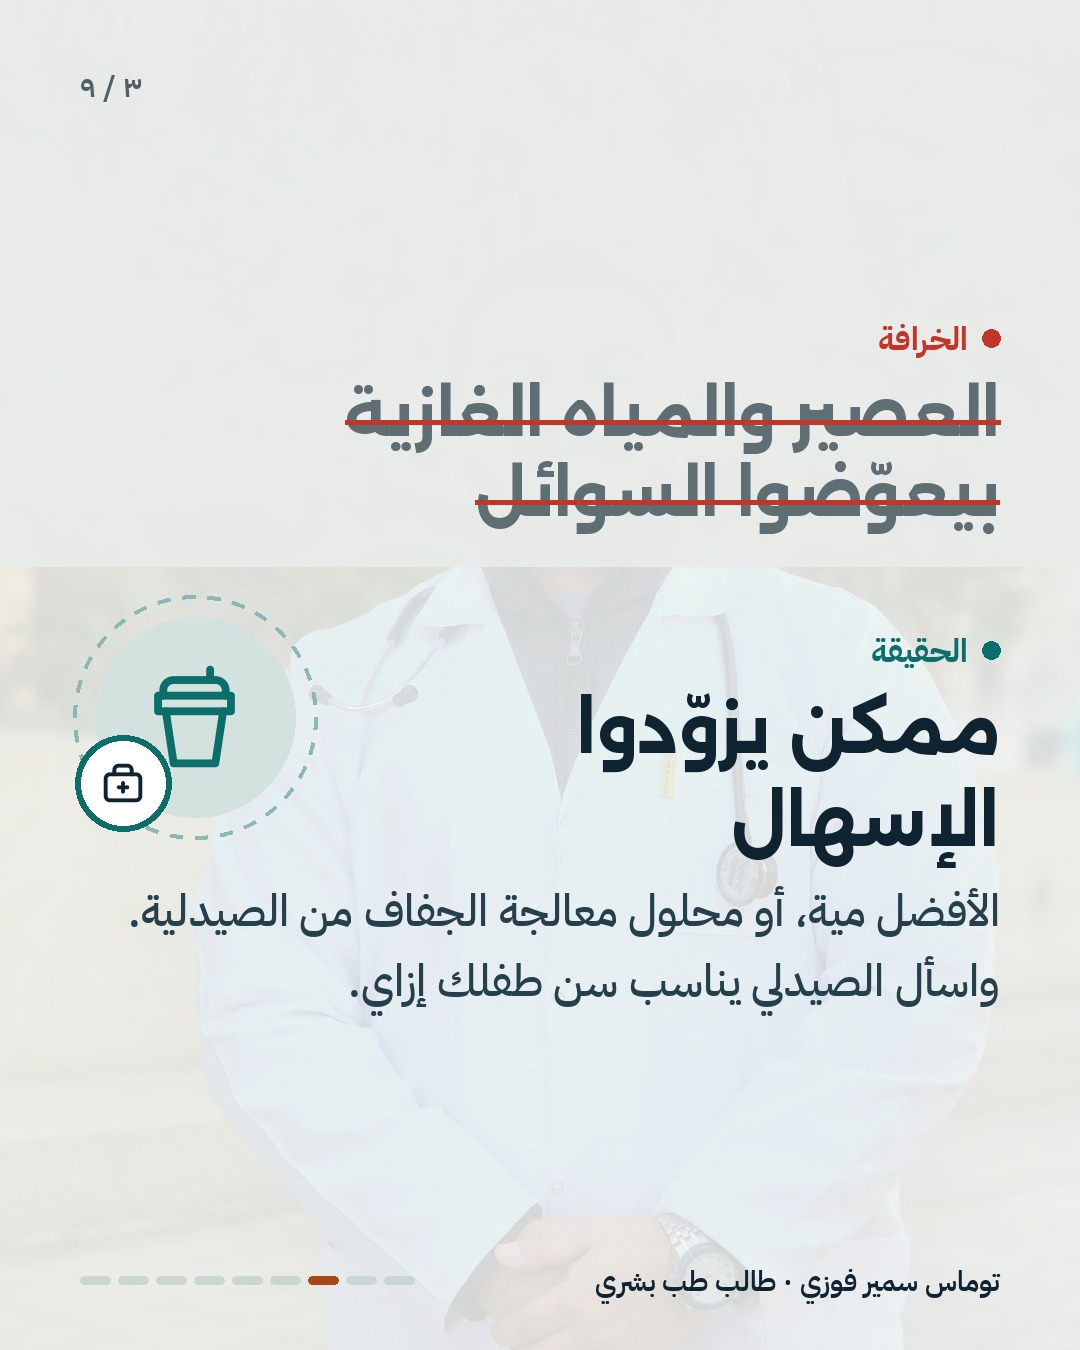 ٣ / ٩
الخرافة
العصير والمياه الغازية
بيعوّضوا السوائل
الحقيقة
ممكن يزوّدوا
الإسهال
الأفضل مية، أو محلول معالجة الجفاف من الصيدلية.
واسأل الصيدلي يناسب سن طفلك إزاي.
توماس سمير فوزي · طالب طب بشري